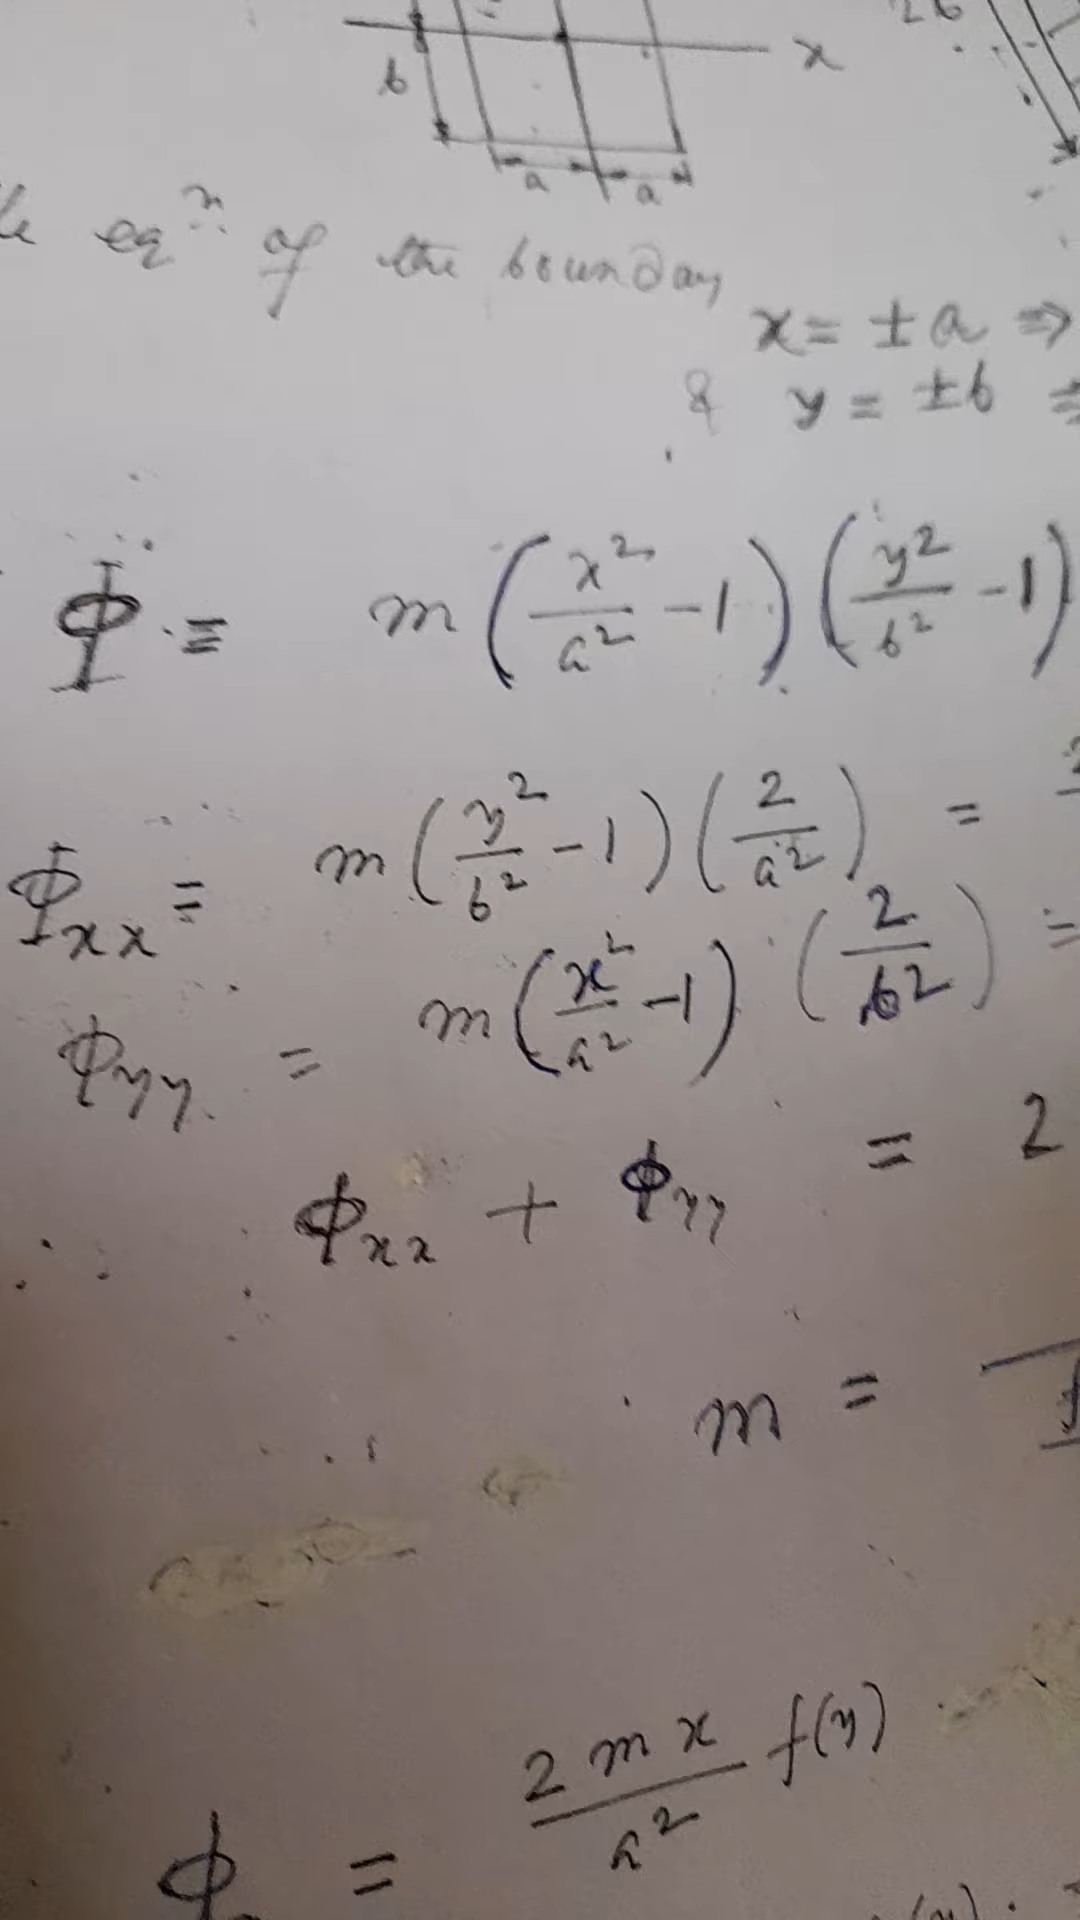 x
b
a a
eqⁿ of the boundary
x = ± a ⇒
& y = ± b ⇒
Φ = m (x²/a² - 1) (y²/b² - 1)
Φxx = m (y²/b² - 1) (2/a²) =
Φyy = m (x²/a² - 1) (2/b²) =
∴ Φxx + Φyy = 2
m =
2 m x / a² f(y)
Φ =